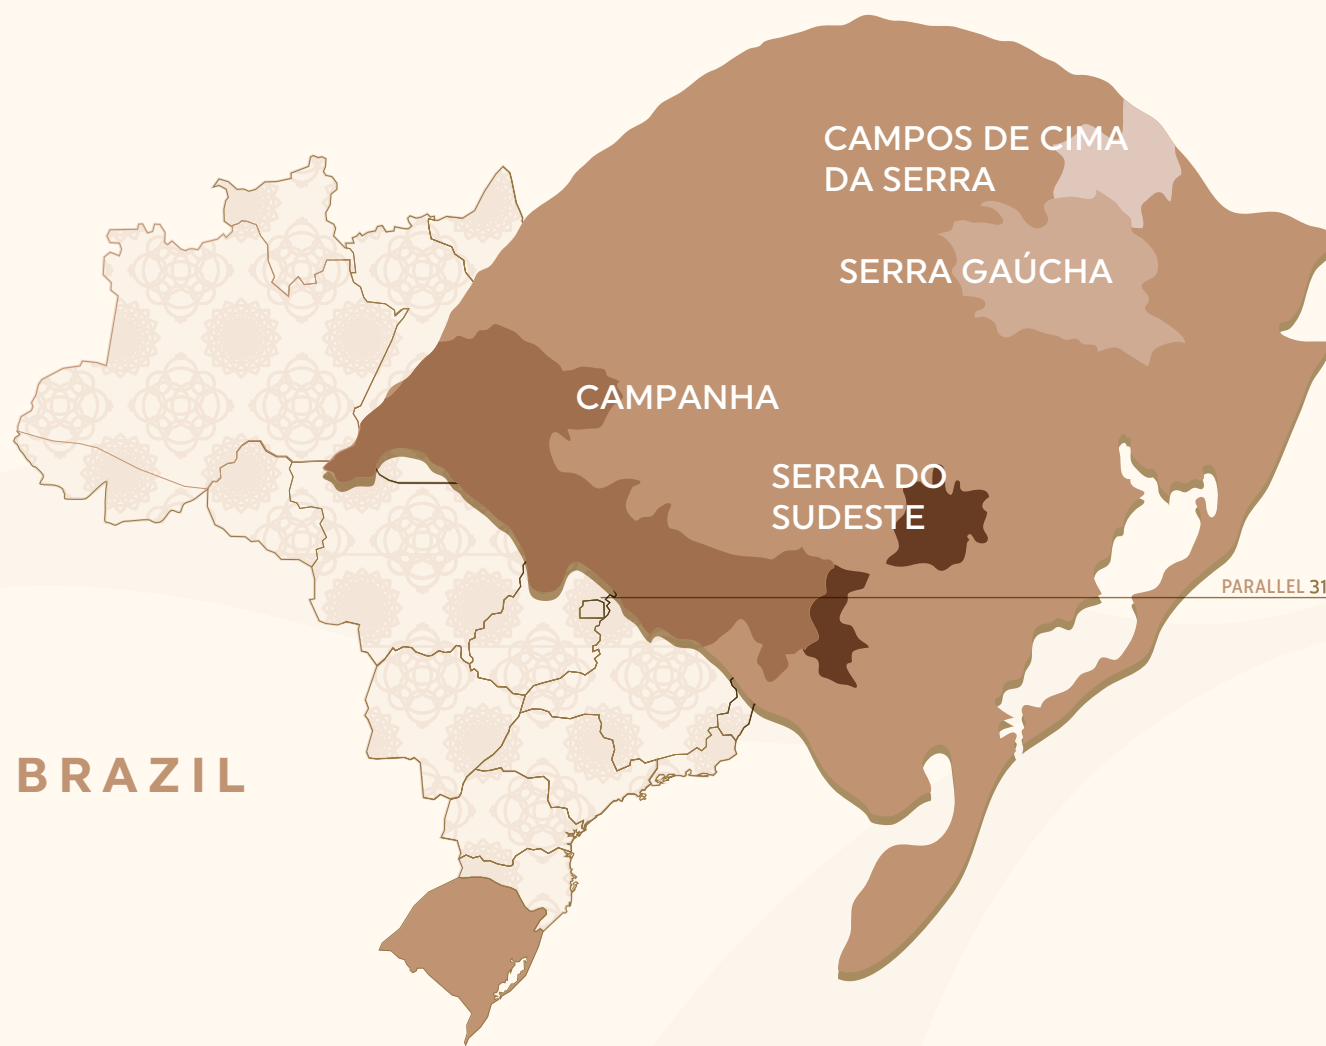 CAMPOS DE CIMA
DA SERRA
SERRA GAÚCHA
CAMPANHA
SERRA DO
SUDESTE
PARALLEL 31
BRAZIL